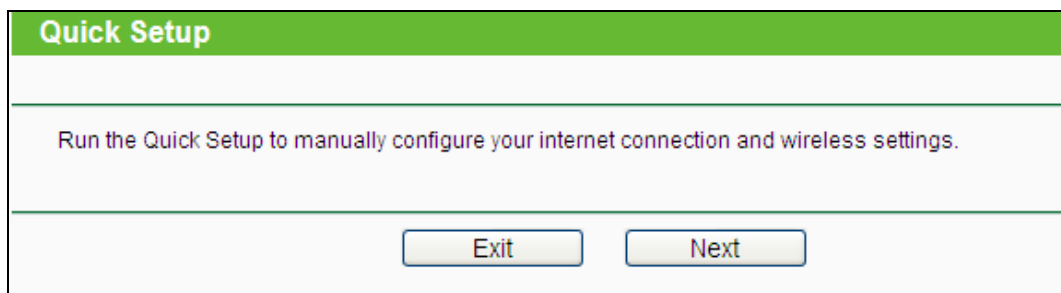 Quick Setup
Run the Quick Setup to manually configure your internet connection and wireless settings.
Exit Next